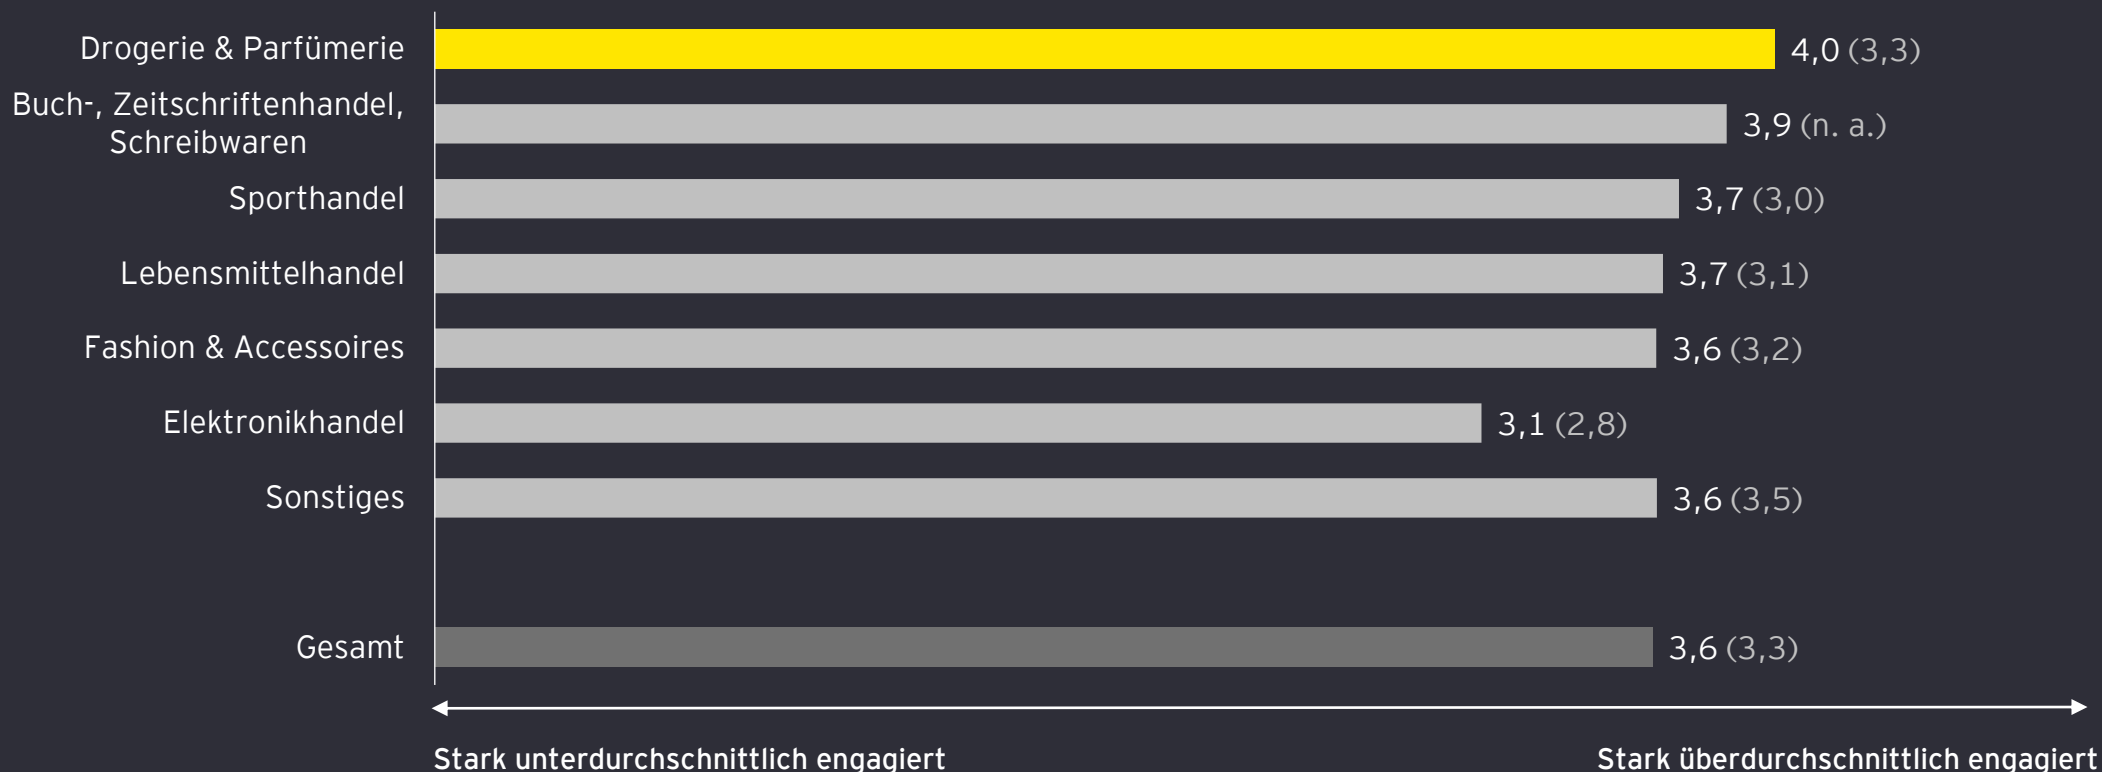 Drogerie & Parfümerie 4,0 (3,3)
Buch-, Zeitschriftenhandel,
Schreibwaren 3,9 (n. a.)
Sporthandel 3,7 (3,0)
Lebensmittelhandel 3,7 (3,1)
Fashion & Accessoires 3,6 (3,2)
Elektronikhandel 3,1 (2,8)
Sonstiges 3,6 (3,5)
Gesamt 3,6 (3,3)
Stark unterdurchschnittlich engagiert Stark überdurchschnittlich engagiert